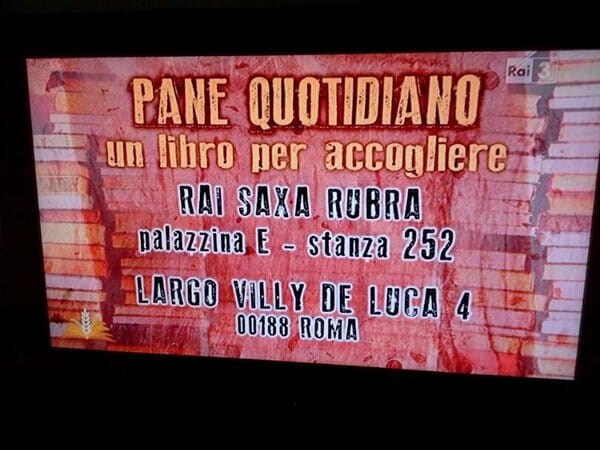 Rai 3
PANE QUOTIDIANO
un libro per accogliere
RAI SAXA RUBRA
palazzina E - stanza 252
LARGO VILLY DE LUCA 4
00188 ROMA